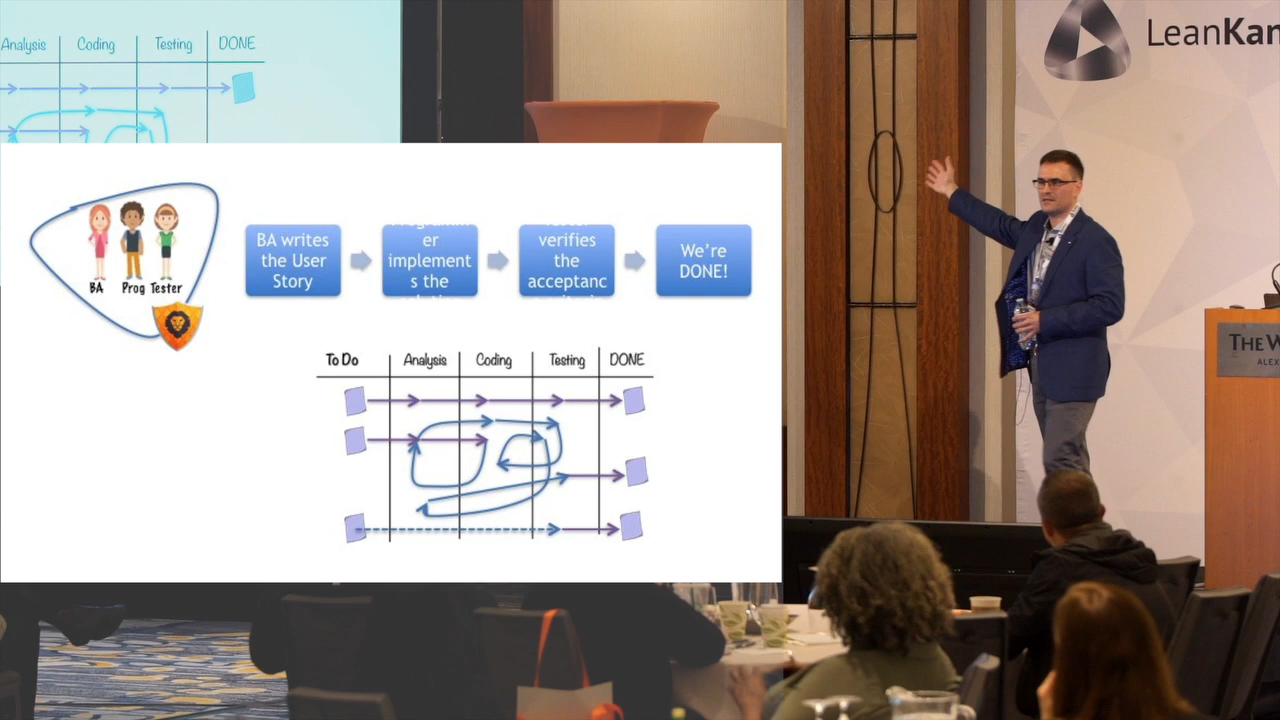 Analysis Coding Testing DONE
LeanKan
BA writes
the User
Story
Programm
er
implement
s the
verifies
the
acceptanc
We're
DONE!
BA Prog Tester
To Do Analysis Coding Testing DONE
THE W
ALEX